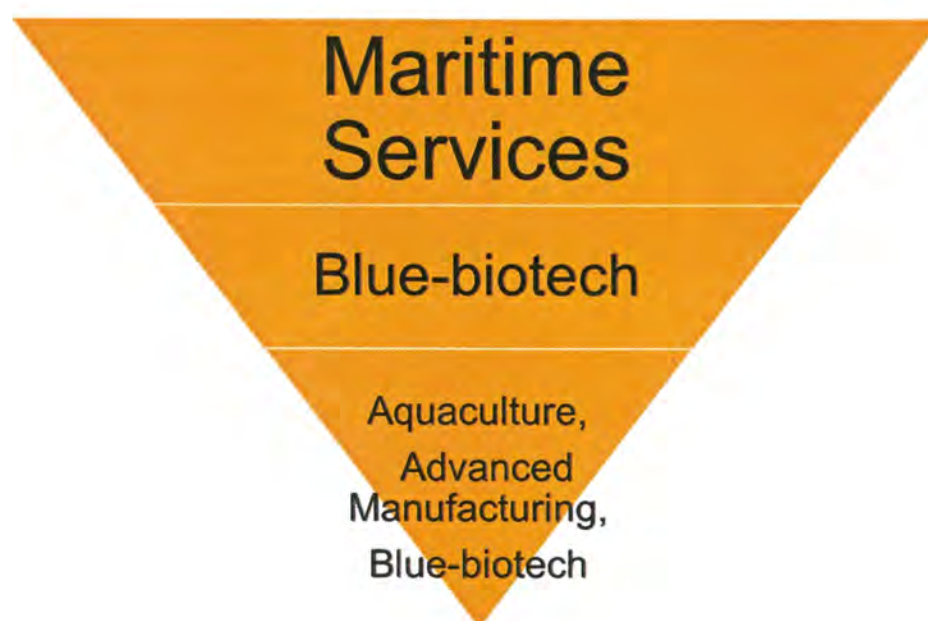 Maritime
Services
Blue-biotech
Aquaculture,
Advanced
Manufacturing,
Blue-biotech